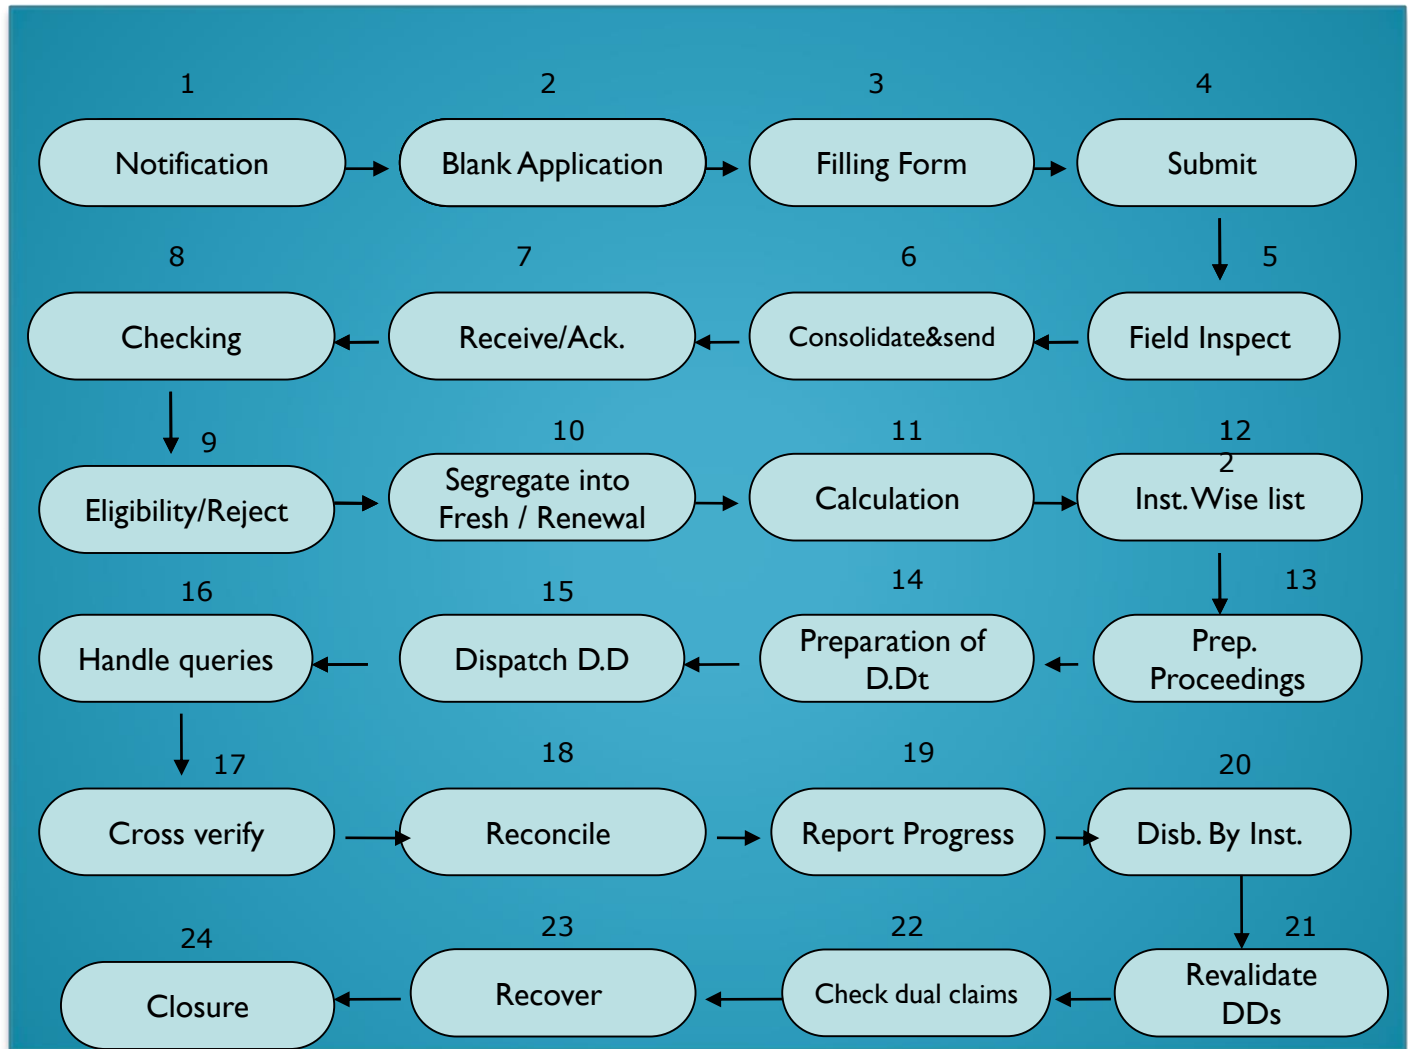 1
2
3
4
Notification
Blank Application
Filling Form
Submit
8
7
6
5
Checking
Receive/Ack.
Consolidate&send
Field Inspect
9
10
11
12
2
Eligibility/Reject
Segregate into
Fresh / Renewal
Calculation
Inst. Wise list
16
15
14
13
Handle queries
Dispatch D.D
Preparation of
D.Dt
Prep.
Proceedings
17
18
19
20
Cross verify
Reconcile
Report Progress
Disb. By Inst.
24
23
22
21
Closure
Recover
Check dual claims
Revalidate
DDs